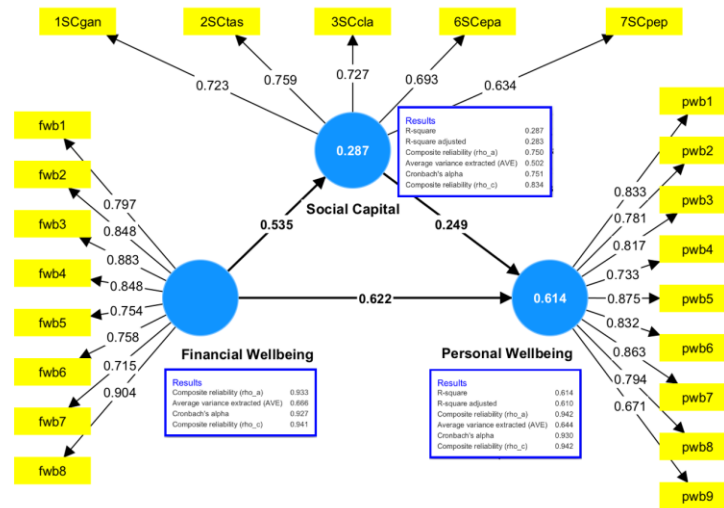 1SCgan
2SCtas
3SCcla
6SCepa
7SCpep
0.723
0.759
0.727
0.693
0.634
0.287
Results
R-square 0.287
R-square adjusted 0.283
Composite reliability (rho_a) 0.750
Average variance extracted (AVE) 0.502
Cronbach's alpha 0.751
Composite reliability (rho_c) 0.834
Social Capital
fwb1
fwb2
fwb3
fwb4
fwb5
fwb6
fwb7
fwb8
0.797
0.848
0.883
0.848
0.754
0.758
0.715
0.904
0.535
0.249
0.622
Financial Wellbeing
Results
Composite reliability (rho_a) 0.933
Average variance extracted (AVE) 0.666
Cronbach's alpha 0.927
Composite reliability (rho_c) 0.941
0.614
Personal Wellbeing
Results
R-square 0.614
R-square adjusted 0.610
Composite reliability (rho_a) 0.942
Average variance extracted (AVE) 0.644
Cronbach's alpha 0.930
Composite reliability (rho_c) 0.942
0.833
0.781
0.817
0.733
0.875
0.832
0.863
0.794
0.671
pwb1
pwb2
pwb3
pwb4
pwb5
pwb6
pwb7
pwb8
pwb9